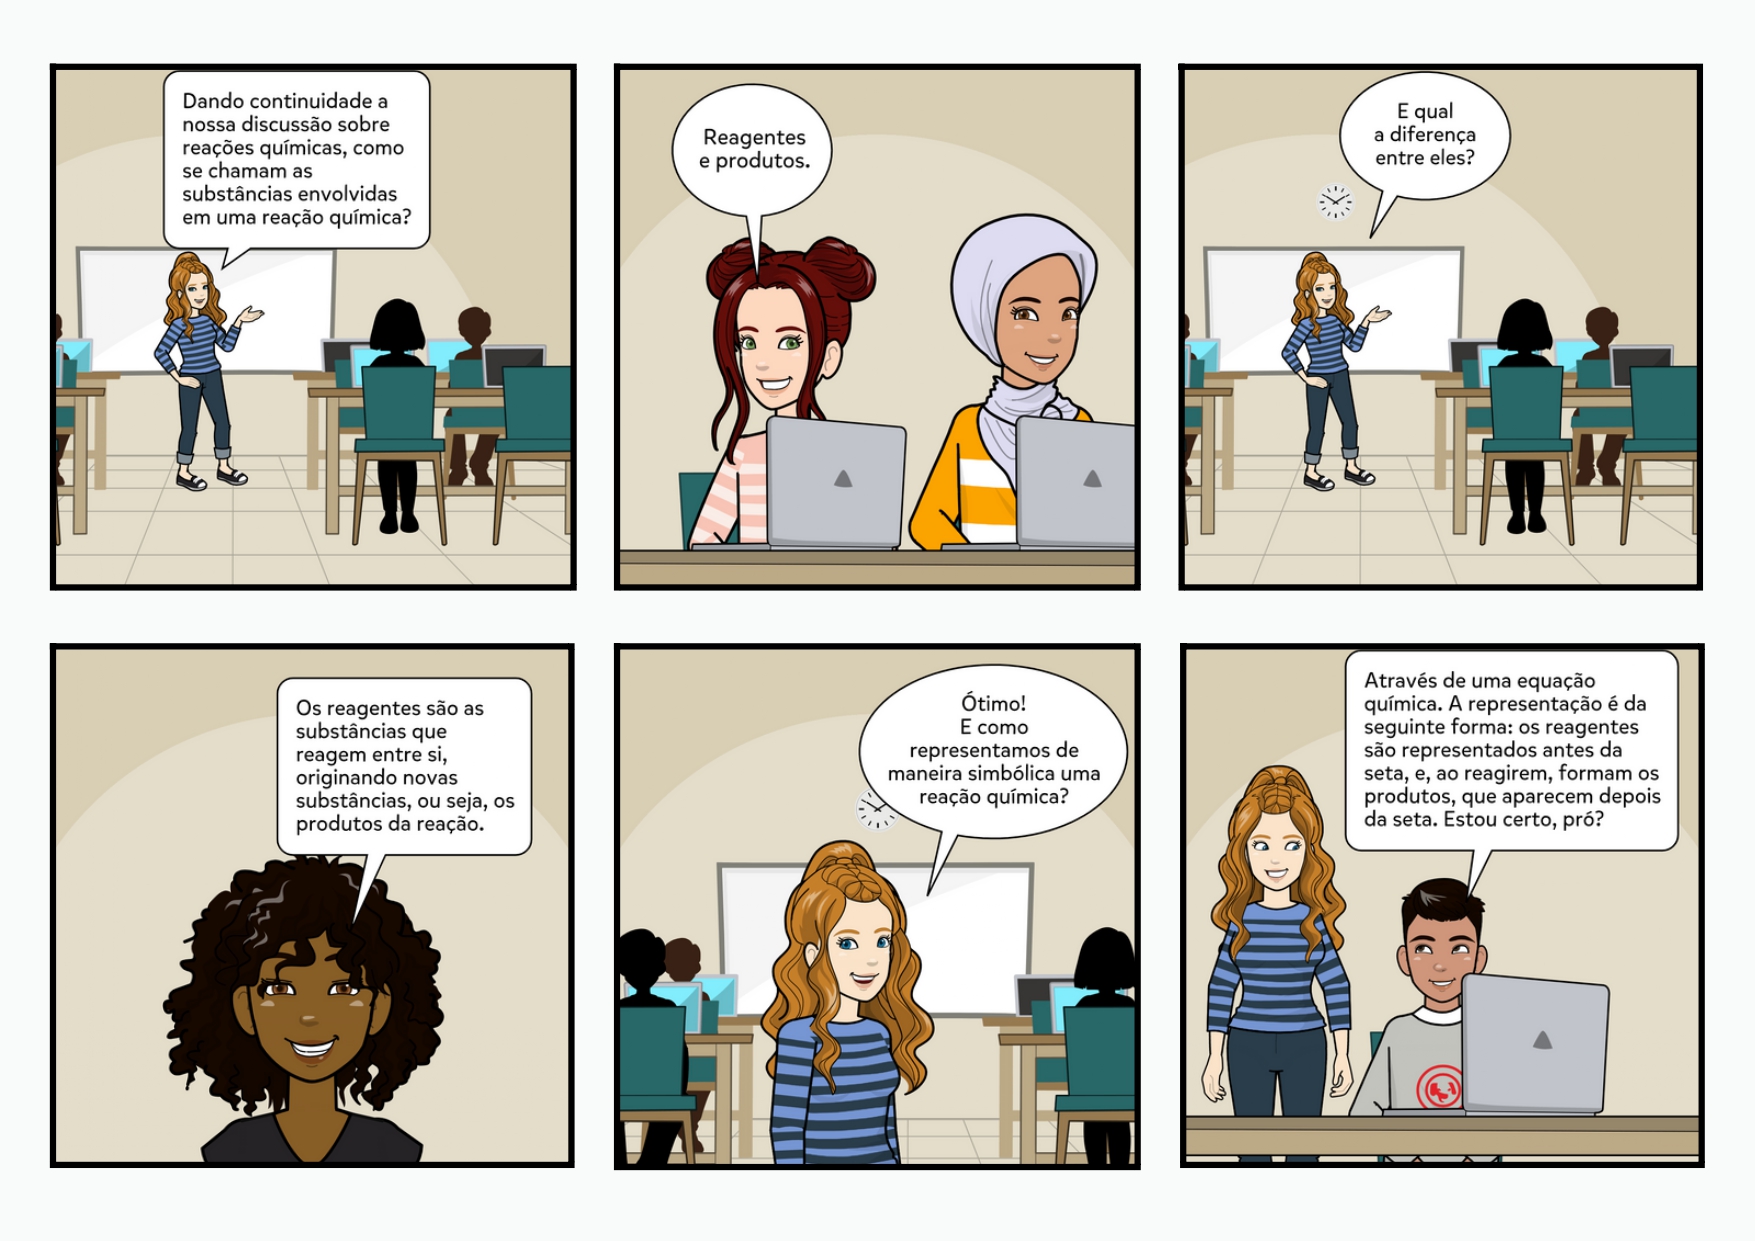 Dando continuidade a
nossa discussão sobre
reações químicas, como
se chamam as
substâncias envolvidas
em uma reação química?
Reagentes
e produtos.
E qual
a diferença
entre eles?
Os reagentes são as
substâncias que
reagem entre si,
originando novas
substâncias, ou seja, os
produtos da reação.
Ótimo!
E como
representamos de
maneira simbólica uma
reação química?
Através de uma equação
química. A representação é da
seguinte forma: os reagentes
são representados antes da
seta, e, ao reagirem, formam os
produtos, que aparecem depois
da seta. Estou certo, pró?